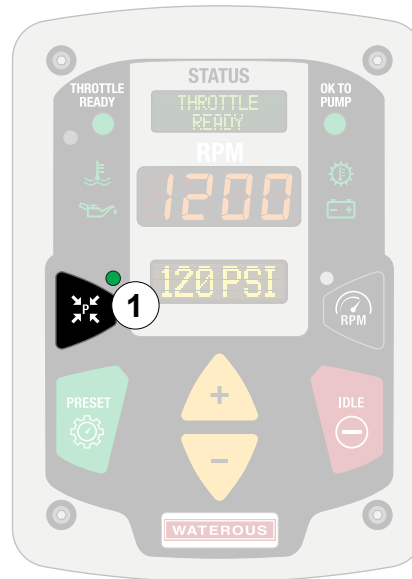 STATUS
THROTTLE
READY
THROTTLE
READY
OK TO
PUMP
RPM
1200
120 PSI
P
1
RPM
PRESET
+
IDLE
−
WATEROUS